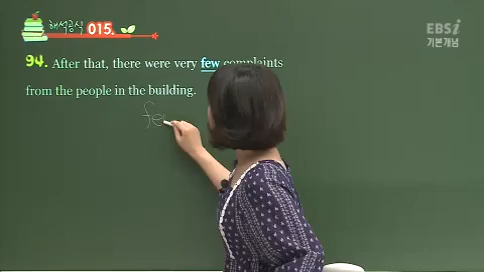 해석공식 015.
EBSi
기본개념
94. After that, there were very few complaints
from the people in the building.
fe